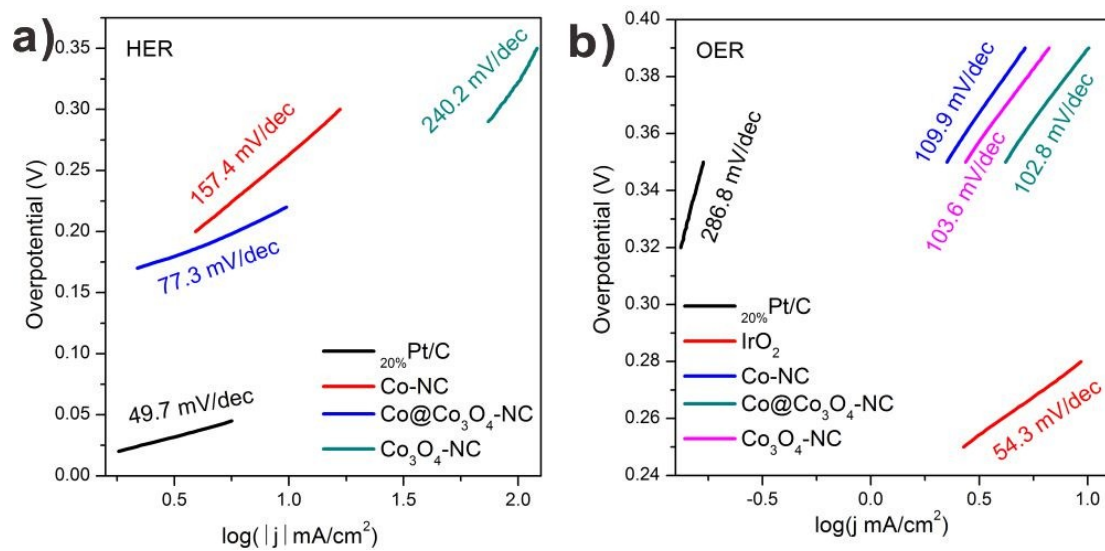 a)
HER
Overpotential (V)
0.35
0.30
0.25
0.20
0.15
0.10
0.05
0.00
240.2 mV/dec
157.4 mV/dec
77.3 mV/dec
49.7 mV/dec
20%Pt/C
Co-NC
Co@Co3O4-NC
Co3O4-NC
0.5 1.0 1.5 2.0
log(|j| mA/cm²)
b)
OER
Overpotential (V)
0.40
0.38
0.36
0.34
0.32
0.30
0.28
0.26
0.24
109.9 mV/dec
286.8 mV/dec
103.6 mV/dec
102.8 mV/dec
20%Pt/C
IrO2
Co-NC
Co@Co3O4-NC
Co3O4-NC
54.3 mV/dec
-0.5 0.0 0.5 1.0
log(j mA/cm²)